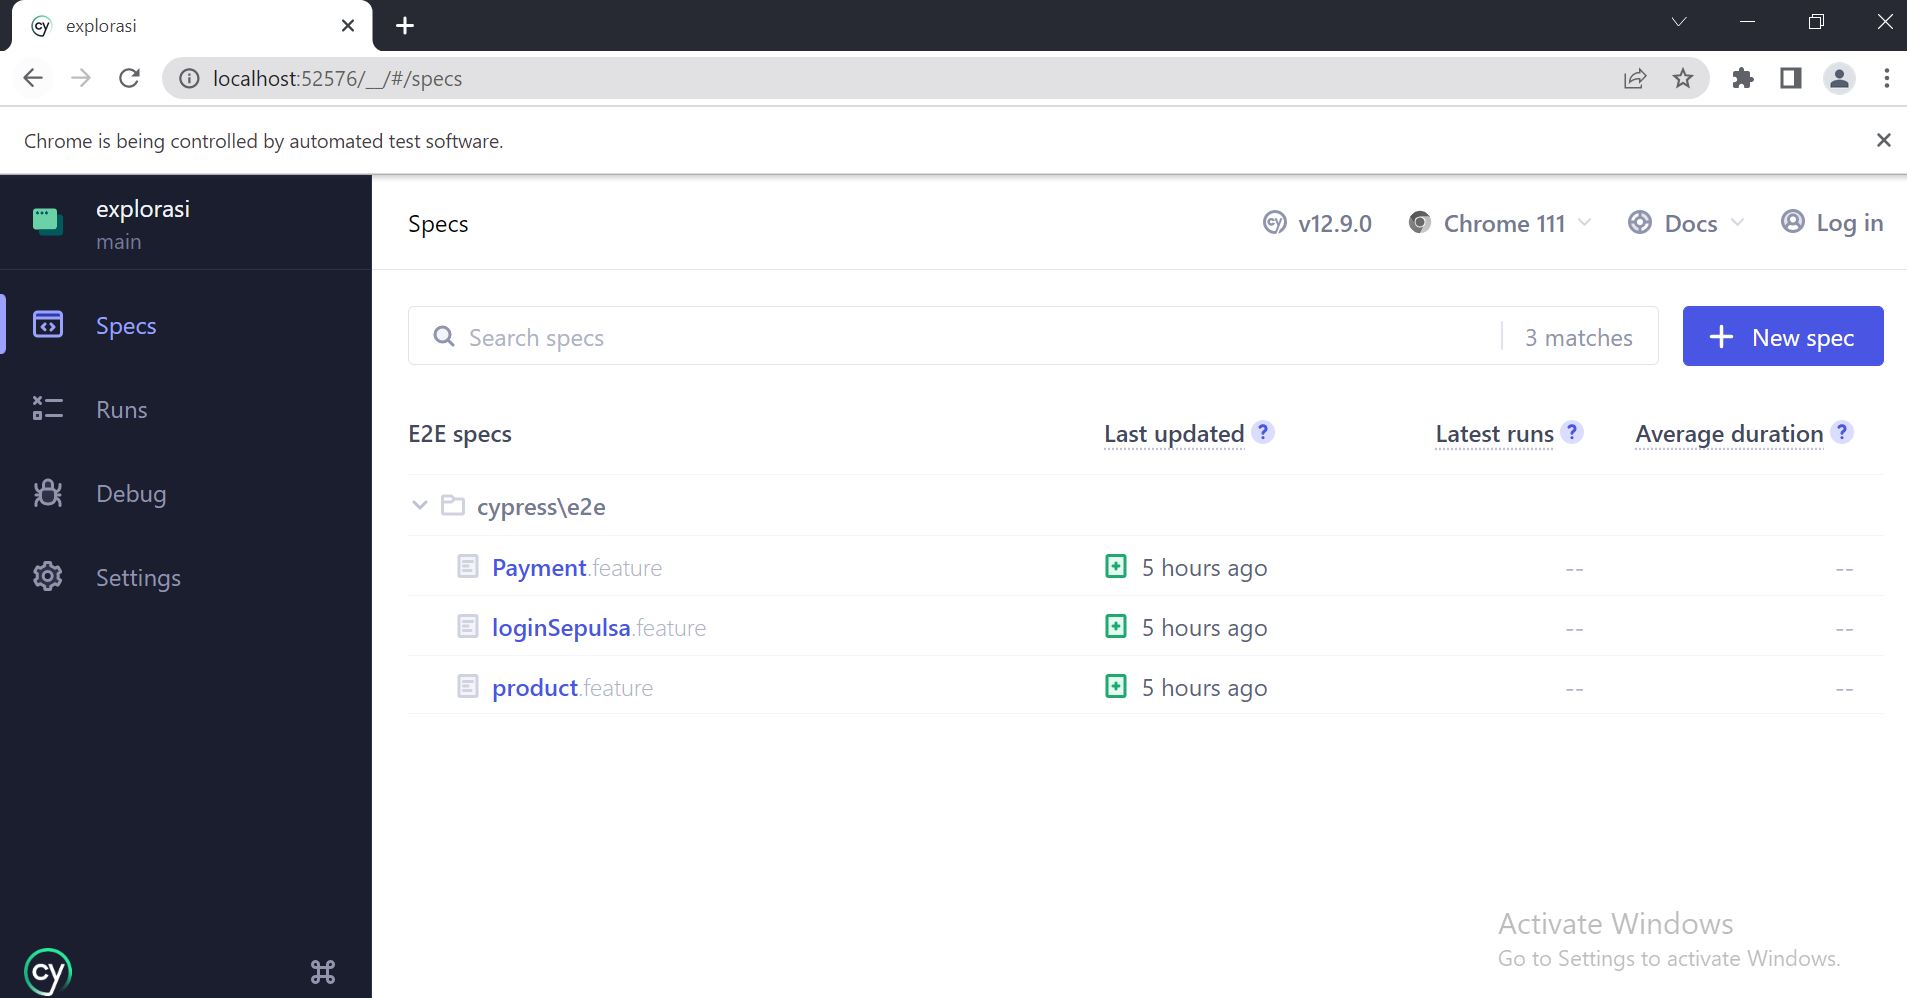 cy explorasi
localhost:52576/__/#/specs
Chrome is being controlled by automated test software.
explorasi
main
Specs
Runs
Debug
Settings
cy
Specs
cy v12.9.0 Chrome 111 Docs Log in
Search specs 3 matches New spec
E2E specs Last updated ? Latest runs ? Average duration ?
cypress\e2e
Payment.feature 5 hours ago -- --
loginSepulsa.feature 5 hours ago -- --
product.feature 5 hours ago -- --
Activate Windows
Go to Settings to activate Windows.